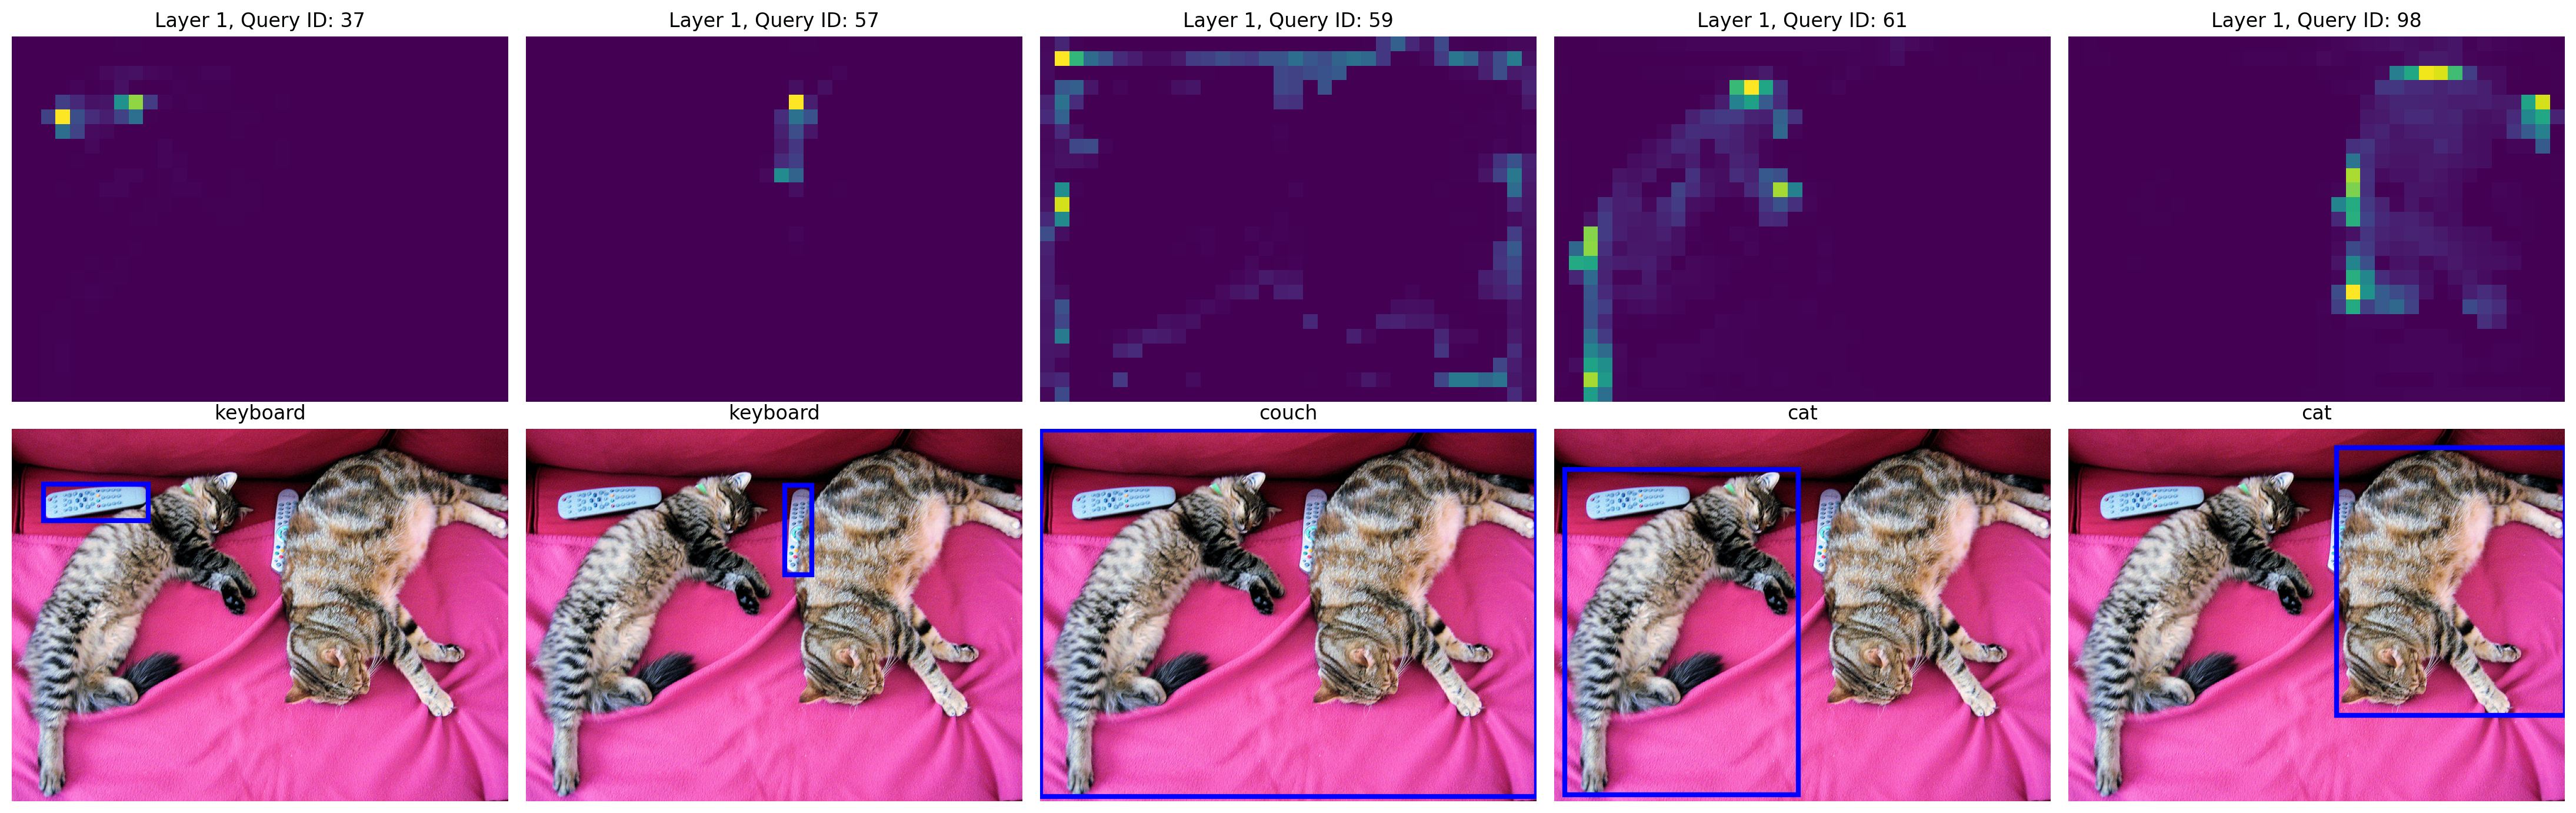 Layer 1, Query ID: 37
Layer 1, Query ID: 57
Layer 1, Query ID: 59
Layer 1, Query ID: 61
Layer 1, Query ID: 98
keyboard
keyboard
couch
cat
cat